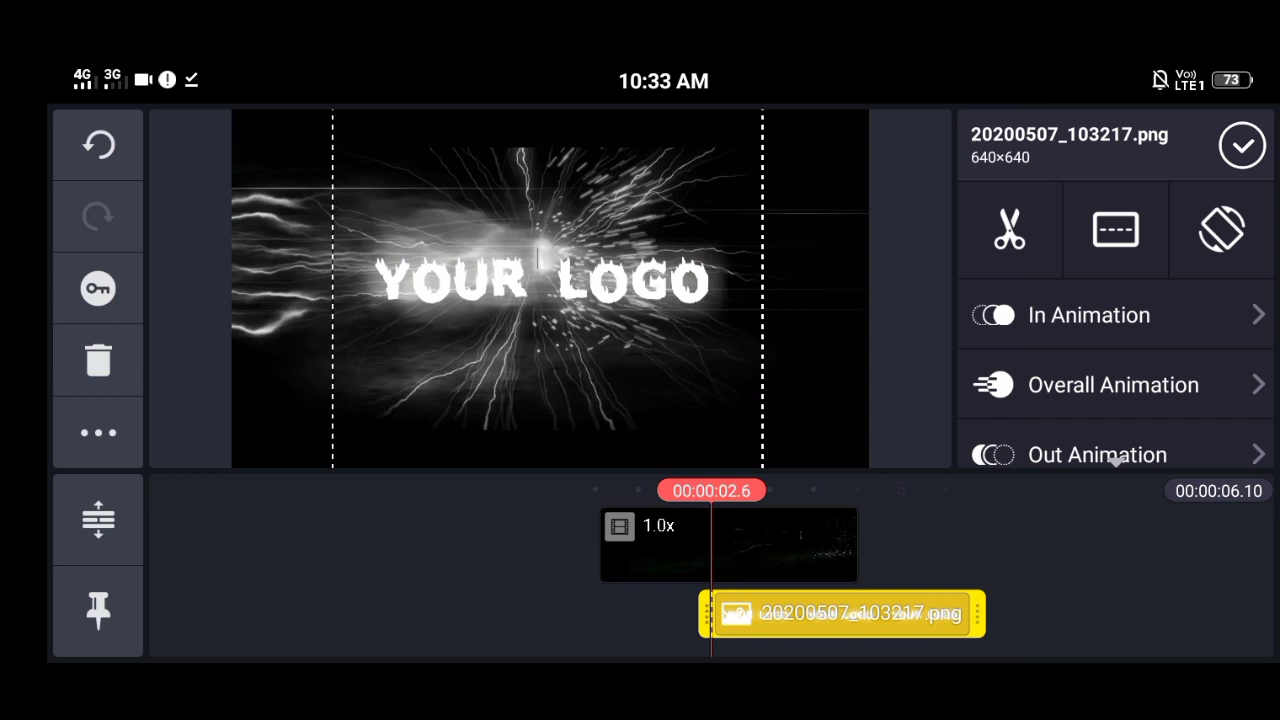 4G 3G 10:33 AM Vo)) LTE1 73
20200507_103217.png
640×640
YOUR LOGO
In Animation
Overall Animation
Out Animation
00:00:02.6 8 00:00:06.10
1.0x
20200507_103217.png